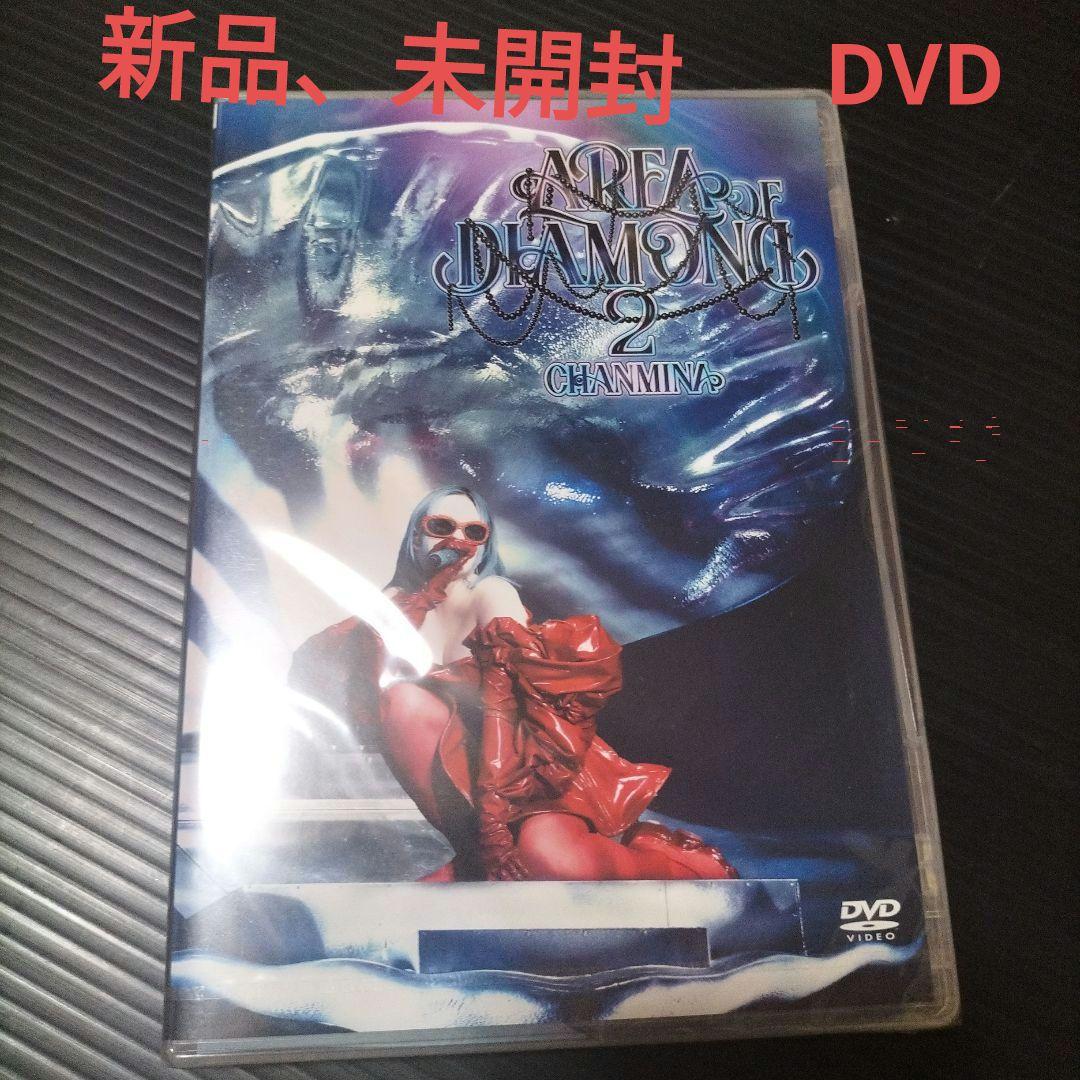 新品、未開封 DVD
AREA OF
DIAMOND
2
CHANMINA
DVD
VIDEO